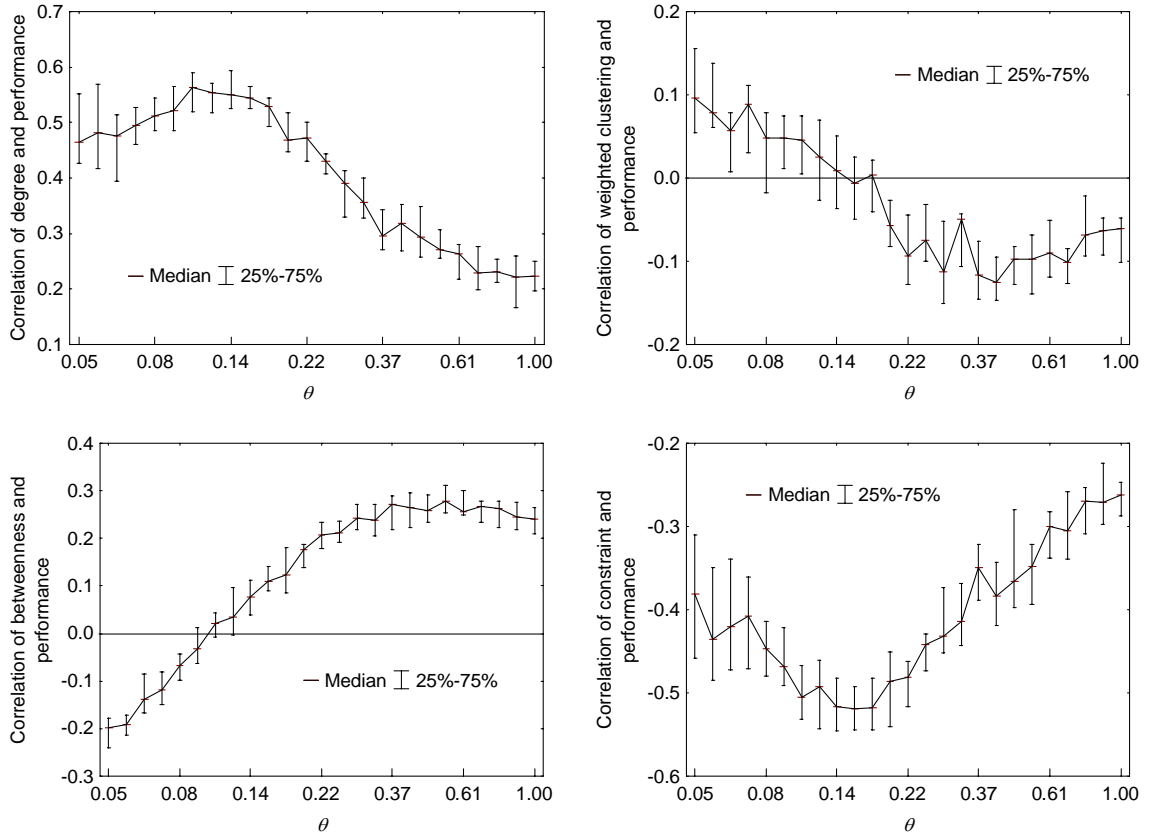 Correlation of degree and performance
0.7
0.6
0.5
0.4
0.3
0.2
0.1
Median 25%-75%
0.05 0.08 0.14 0.22 0.37 0.61 1.00
θ
Correlation of weighted clustering and
performance
0.2
0.1
0.0
-0.1
-0.2
Median 25%-75%
0.05 0.08 0.14 0.22 0.37 0.61 1.00
θ
Correlation of betweenness and
performance
0.4
0.3
0.2
0.1
0.0
-0.1
-0.2
-0.3
Median 25%-75%
0.05 0.08 0.14 0.22 0.37 0.61 1.00
θ
Correlation of constraint and
performance
-0.2
-0.3
-0.4
-0.5
-0.6
Median 25%-75%
0.05 0.08 0.14 0.22 0.37 0.61 1.00
θ